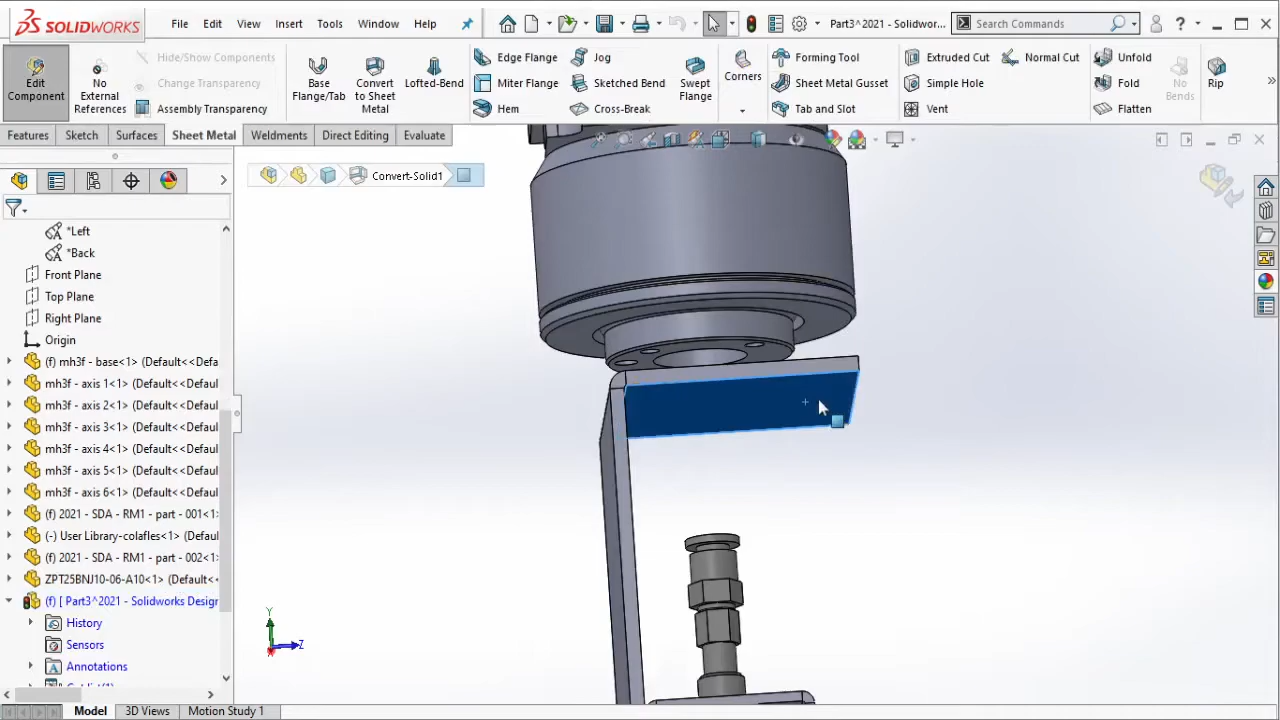 SOLIDWORKS File Edit View Insert Tools Window Help Part3^2021 - Solidwor... Search Commands
Edit Component
No External References
Hide/Show Components
Change Transparency
Assembly Transparency
Base Flange/Tab
Convert to Sheet Metal
Lofted-Bend
Edge Flange
Miter Flange
Hem
Jog
Sketched Bend
Cross-Break
Swept Flange
Corners
Forming Tool
Sheet Metal Gusset
Tab and Slot
Extruded Cut
Simple Hole
Vent
Normal Cut
Unfold
Fold
Flatten
No Bends
Rip
Features Sketch Surfaces Sheet Metal Weldments Direct Editing Evaluate
Convert-Solid1
*Left
*Back
Front Plane
Top Plane
Right Plane
Origin
(f) mh3f - base<1> (Default<<Defa
mh3f - axis 1<1> (Default<<Defaul
mh3f - axis 2<1> (Default<<Defaul
mh3f - axis 3<1> (Default<<Defaul
mh3f - axis 4<1> (Default<<Defaul
mh3f - axis 5<1> (Default<<Defaul
mh3f - axis 6<1> (Default<<Defaul
(f) 2021 - SDA - RM1 - part - 001<1>
(-) User Library-colafles<1> (Defaul
(f) 2021 - SDA - RM1 - part - 002<1>
ZPT25BNJ10-06-A10<1> (Default<<
(f) [ Part3^2021 - Solidworks Design
History
Sensors
Annotations
Y
Z
X
Model 3D Views Motion Study 1